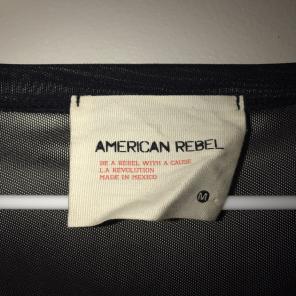 AMERICAN REBEL
BE A REBEL WITH A CAUSE
L.A REVOLUTION
MADE IN MEXICO
M